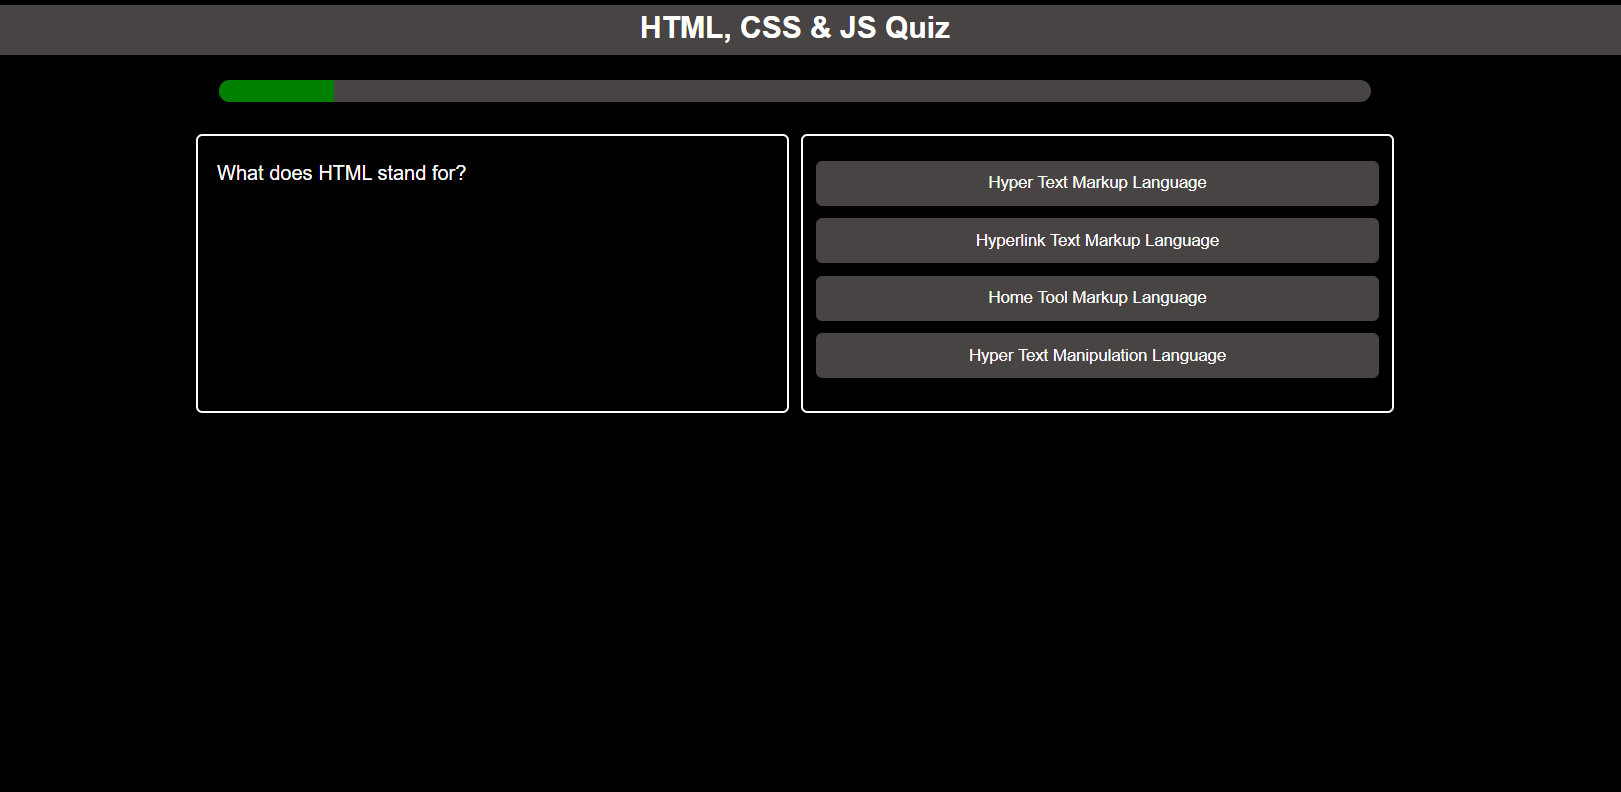 HTML, CSS & JS Quiz
What does HTML stand for?
Hyper Text Markup Language
Hyperlink Text Markup Language
Home Tool Markup Language
Hyper Text Manipulation Language